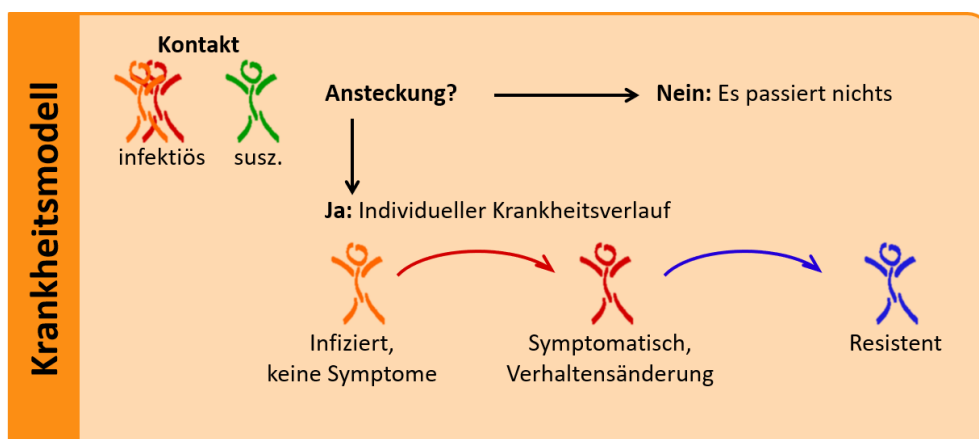 Krankheitsmodell
Kontakt
infektiös susz.
Ansteckung?
Nein: Es passiert nichts
Ja: Individueller Krankheitsverlauf
Infiziert,
keine Symptome
Symptomatisch,
Verhaltensänderung
Resistent